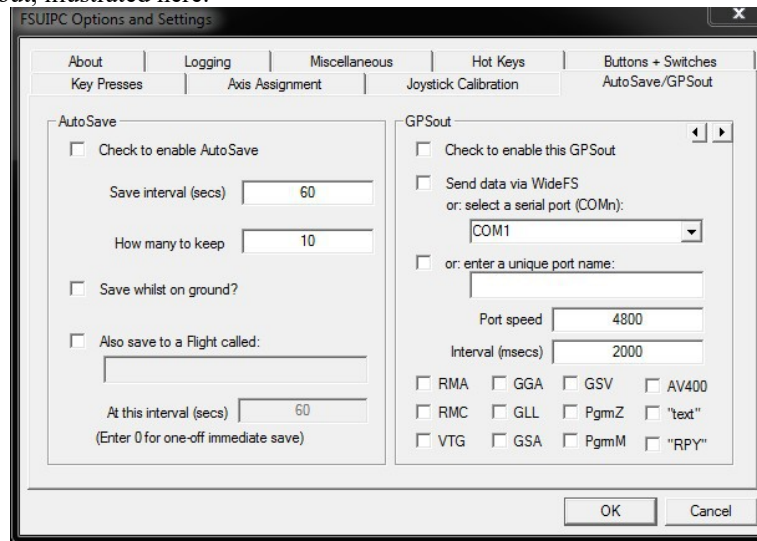 out, illustrated here:
FSUIPC Options and Settings
x
About Logging Miscellaneous Hot Keys Buttons + Switches
Key Presses Axis Assignment Joystick Calibration AutoSave/GPSout
AutoSave
Check to enable AutoSave
Save interval (secs) 60
How many to keep 10
Save whilst on ground?
Also save to a Flight called:
At this interval (secs) 60
(Enter 0 for one-off immediate save)
GPSout
Check to enable this GPSout
Send data via WideFS
or: select a serial port (COMn):
COM1
or: enter a unique port name:
Port speed 4800
Interval (msecs) 2000
RMA GGA GSV AV400
RMC GLL PgrmZ "text"
VTG GSA PgrmM "RPY"
OK Cancel